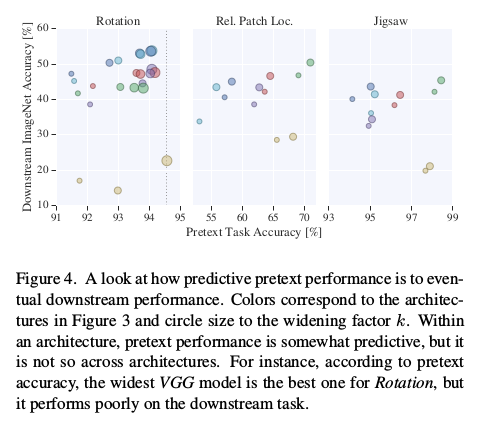 Rotation Rel. Patch Loc. Jigsaw
Downstream ImageNet Accuracy [%]
60
50
40
30
20
10
91 92 93 94 95 55 60 65 70 93 95 97 99
Pretext Task Accuracy [%]
Figure 4. A look at how predictive pretext performance is to even-
tual downstream performance. Colors correspond to the architec-
tures in Figure 3 and circle size to the widening factor k. Within
an architecture, pretext performance is somewhat predictive, but it
is not so across architectures. For instance, according to pretext
accuracy, the widest VGG model is the best one for Rotation, but
it performs poorly on the downstream task.